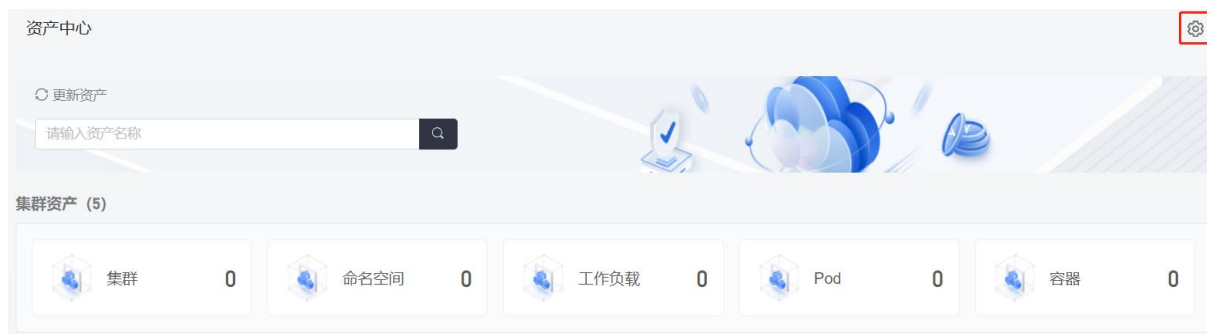 资产中心
更新资产
请输入资产名称
集群资产 (5)
集群 0 命名空间 0 工作负载 0 Pod 0 容器 0